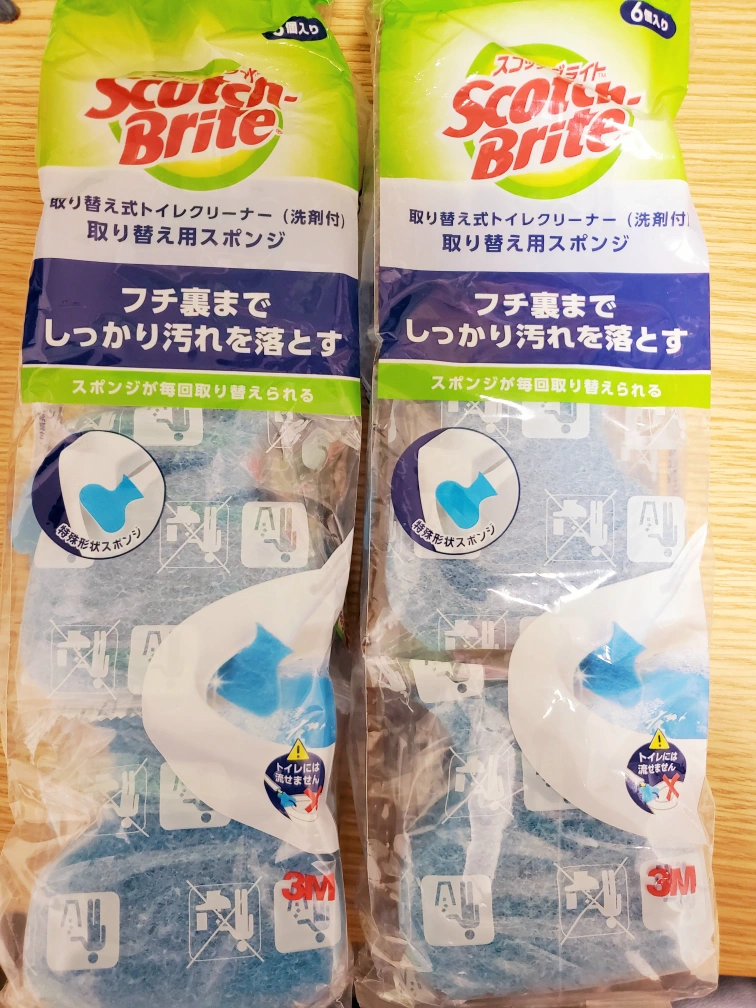 個入り
Scotch-
Brite
取り替え式トイレクリーナー（洗剤付）
取り替え用スポンジ
フチ裏まで
しっかり汚れを落とす
スポンジが毎回取り替えられる
特殊形状スポンジ
トイレには
流せません
3M
6個入り
スコッチブライト
Scotch-
Brite
取り替え式トイレクリーナー（洗剤付
取り替え用スポンジ
フチ裏まで
しっかり汚れを落とす
スポンジが毎回取り替えられる
特殊形状スポンジ
トイレには
流せません
3M